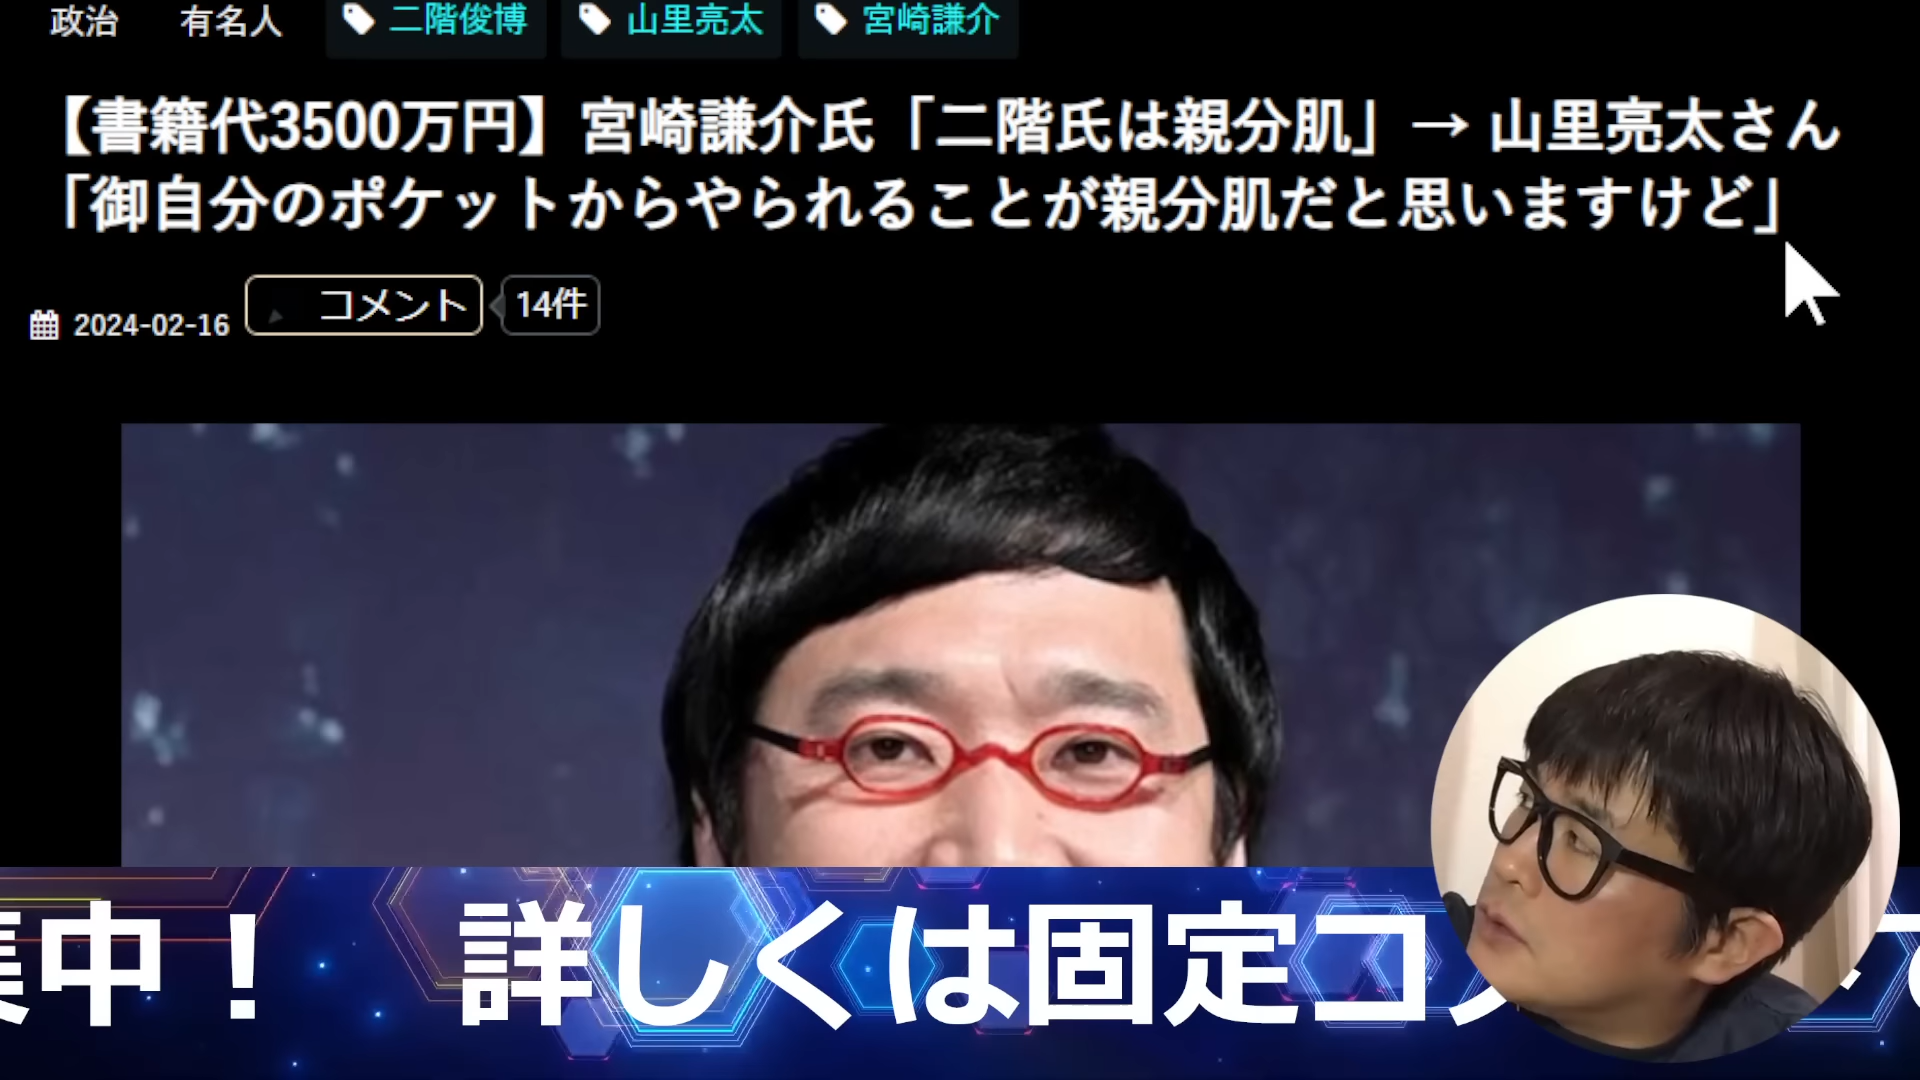 政治 有名人 二階俊博 山里亮太 宮崎謙介
【書籍代3500万円】宮崎謙介氏「二階氏は親分肌」→ 山里亮太さん
「御自分のポケットからやられることが親分肌だと思いますけど」
2024-02-16 コメント 14件
集中！ 詳しくは固定コメ